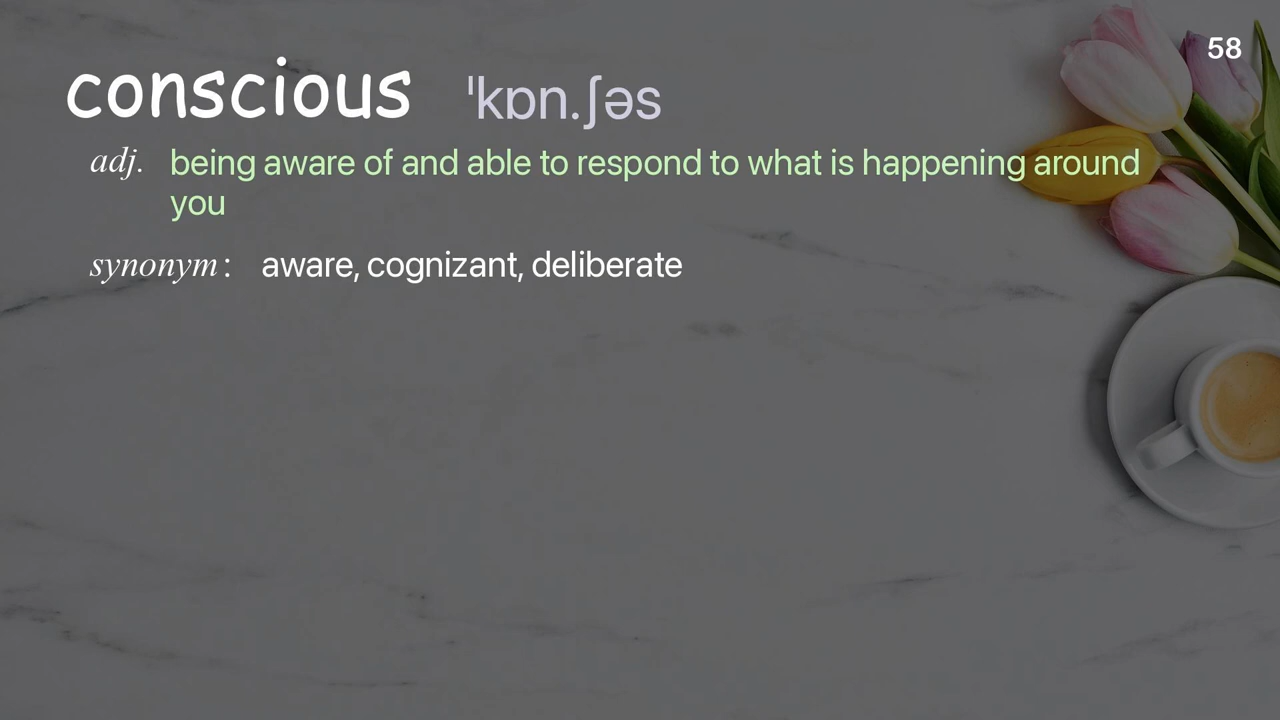 58
conscious ˈkɒn.ʃəs
adj. being aware of and able to respond to what is happening around
you
synonym: aware, cognizant, deliberate